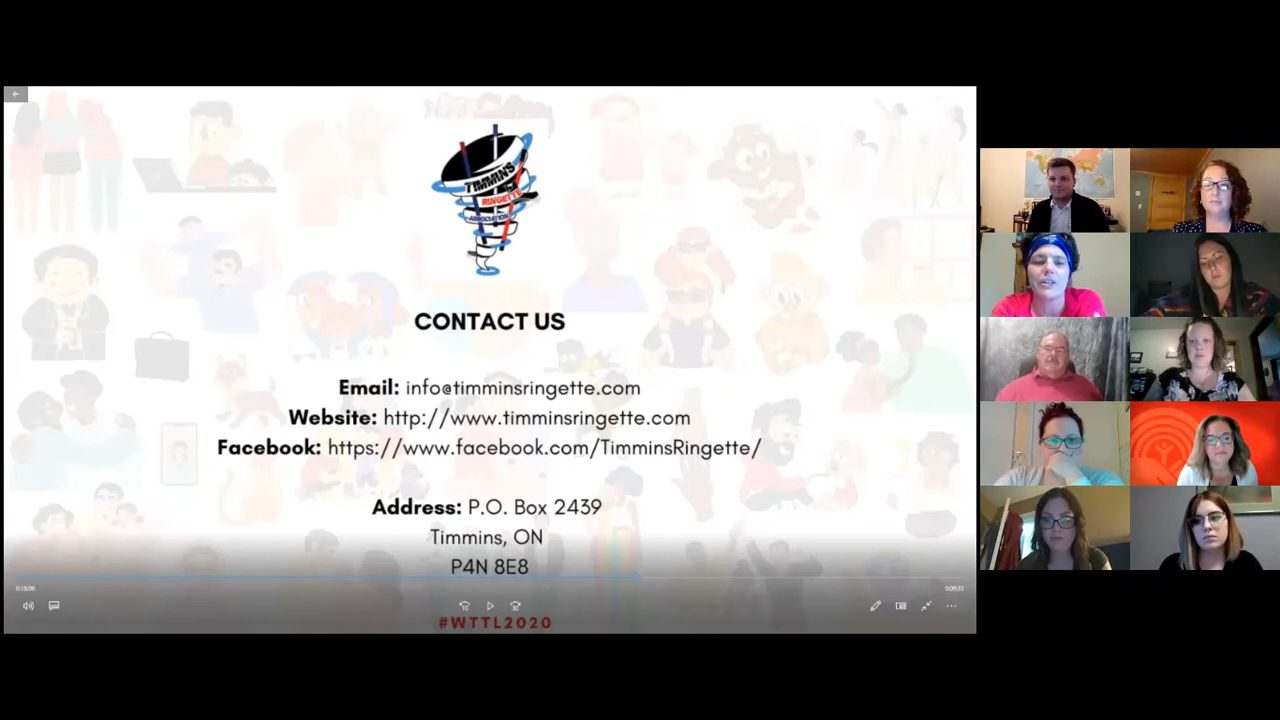 TIMMINS
RINGETTE
ASSOCIATION
CONTACT US
Email: info@timminsringette.com
Website: http://www.timminsringette.com
Facebook: https://www.facebook.com/TimminsRingette/
Address: P.O. Box 2439
Timmins, ON
P4N 8E8
#WTTL2020